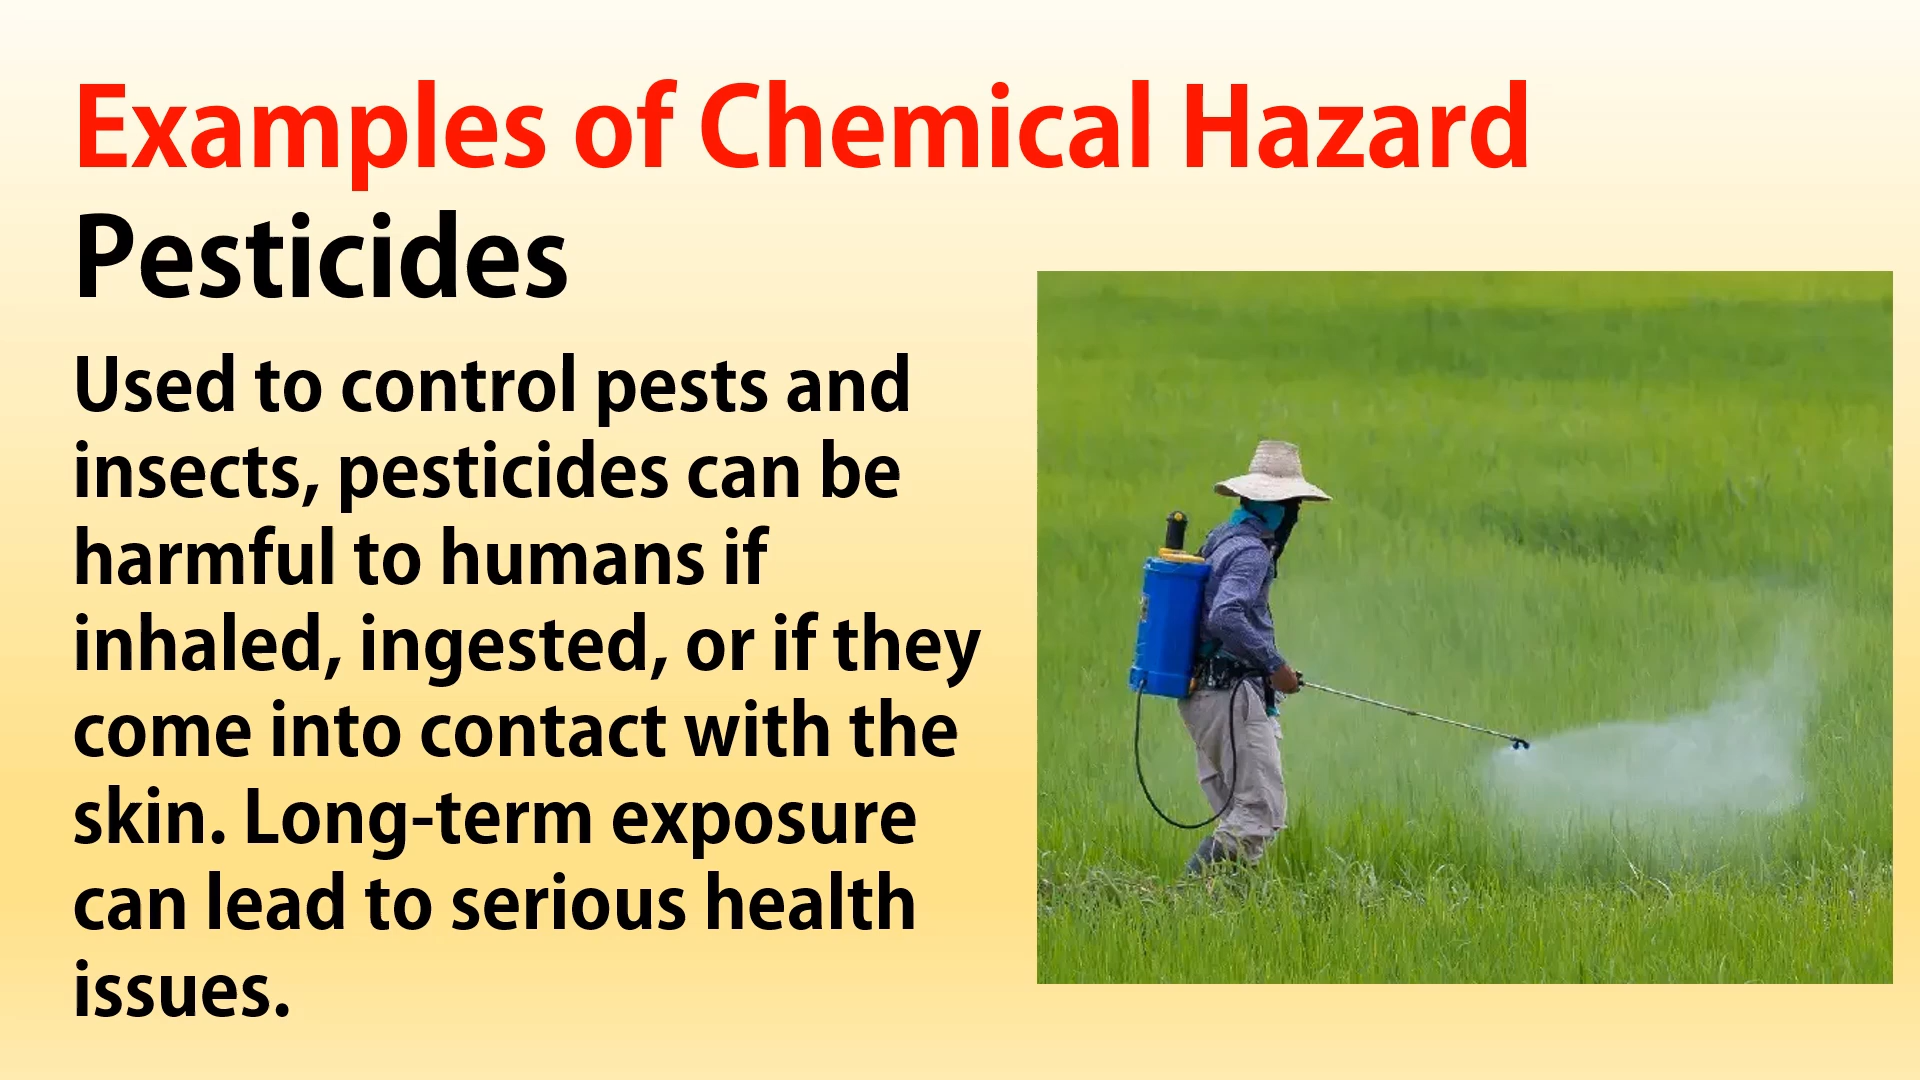 Examples of Chemical Hazard
Pesticides
Used to control pests and
insects, pesticides can be
harmful to humans if
inhaled, ingested, or if they
come into contact with the
skin. Long-term exposure
can lead to serious health
issues.